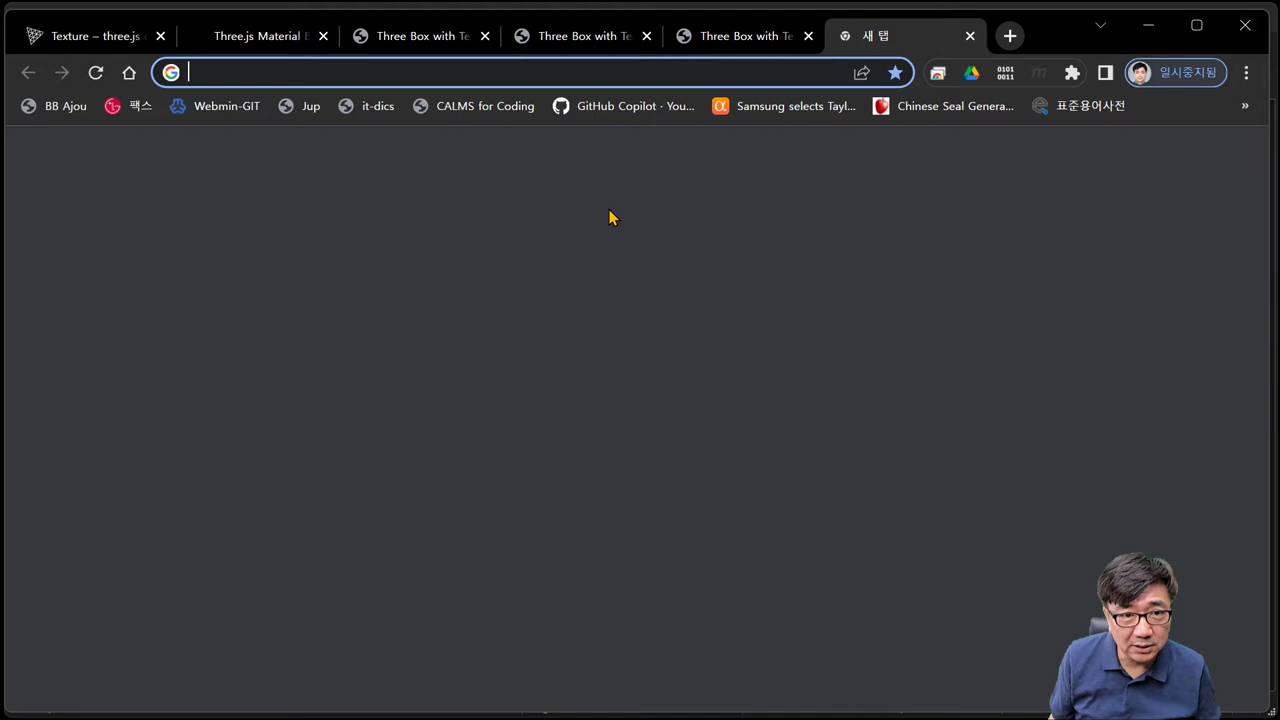 Texture – three.js
Three.js Material B
Three Box with Te
Three Box with Te
Three Box with Te
새 탭
0101
0011
m
일시중지됨
BB Ajou
팩스
Webmin-GIT
Jup
it-dics
CALMS for Coding
GitHub Copilot · You...
Samsung selects Tayl...
Chinese Seal Genera...
표준용어사전
»